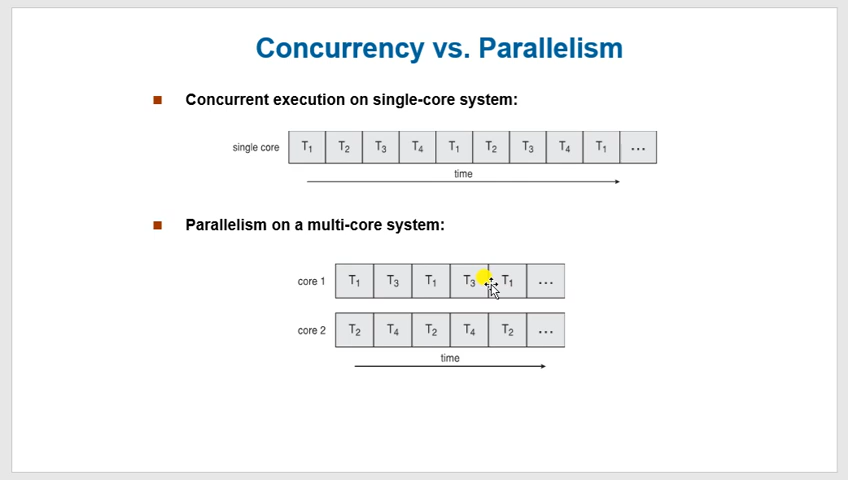 Concurrency vs. Parallelism
Concurrent execution on single-core system:
single core T₁ T₂ T₃ T₄ T₁ T₂ T₃ T₄ T₁ ...
time
Parallelism on a multi-core system:
core 1 T₁ T₃ T₁ T₃ T₁ ...
core 2 T₂ T₄ T₂ T₄ T₂ ...
time